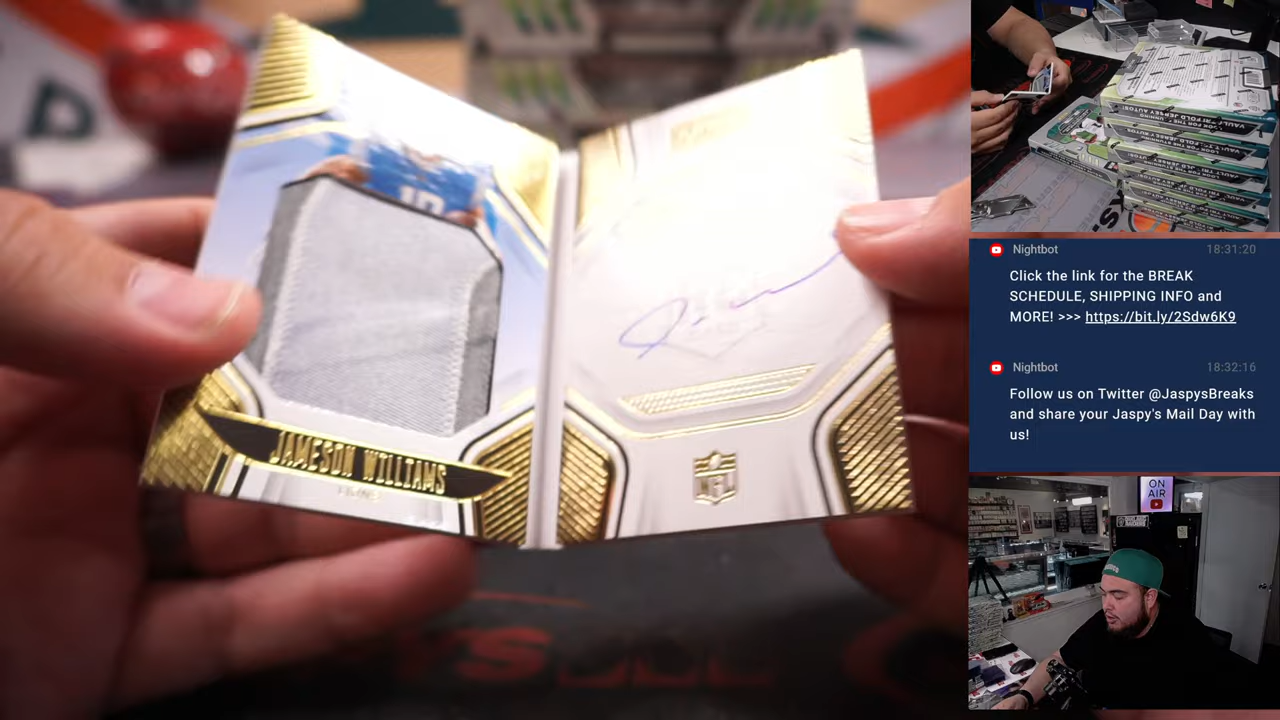 JAMESON WILLIAMS
LIONS
NFL
Nightbot 18:31:20
Click the link for the BREAK
SCHEDULE, SHIPPING INFO and
MORE! >>> https://bit.ly/2Sdw6K9
Nightbot 18:32:16
Follow us on Twitter @JaspysBreaks
and share your Jaspy's Mail Day with
us!
ON
AIR